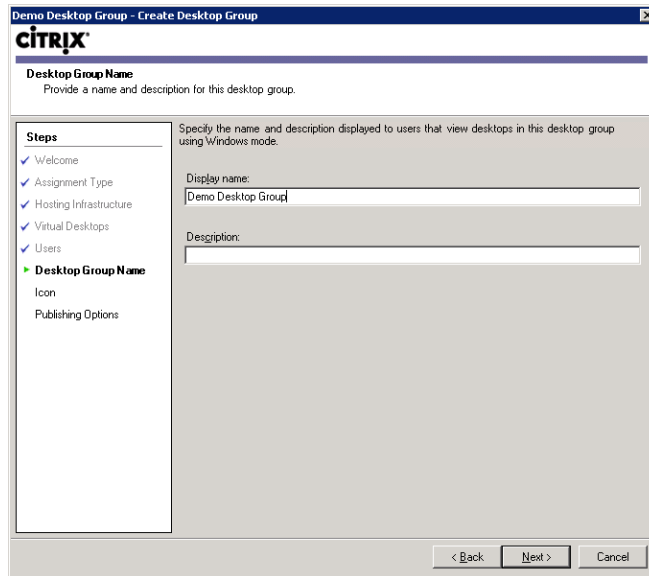 Demo Desktop Group - Create Desktop Group
CİTRIX®
Desktop Group Name
Provide a name and description for this desktop group.
Steps
Welcome
Assignment Type
Hosting Infrastructure
Virtual Desktops
Users
Desktop Group Name
Icon
Publishing Options
Specify the name and description displayed to users that view desktops in this desktop group
using Windows mode.
Display name:
Demo Desktop Group
Description:
< Back
Next >
Cancel